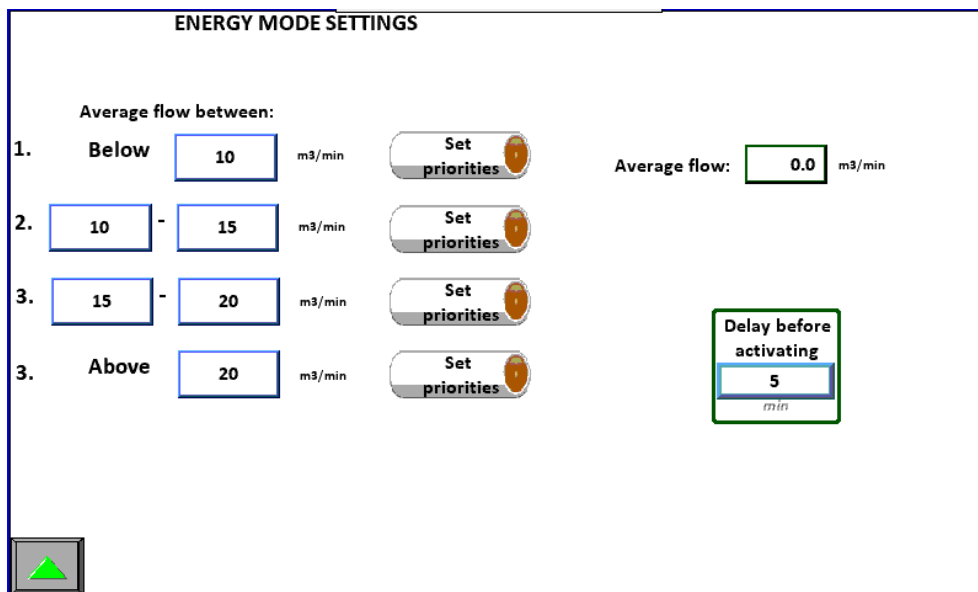 ENERGY MODE SETTINGS
Average flow between:
1. Below 10 m3/min Set priorities
2. 10 - 15 m3/min Set priorities
3. 15 - 20 m3/min Set priorities
3. Above 20 m3/min Set priorities
Average flow: 0.0 m3/min
Delay before
activating
5
min